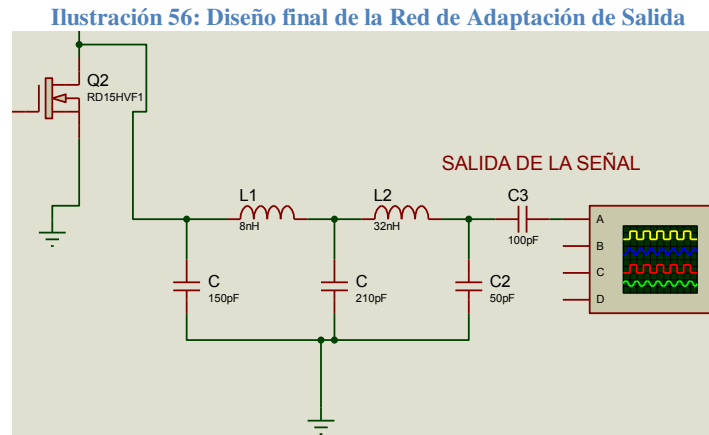 Ilustración 56: Diseño final de la Red de Adaptación de Salida
Q2
RD15HVF1
SALIDA DE LA SEÑAL
L1
8nH
L2
32nH
C3
100pF
A
B
C
D
C
150pF
C
210pF
C2
50pF